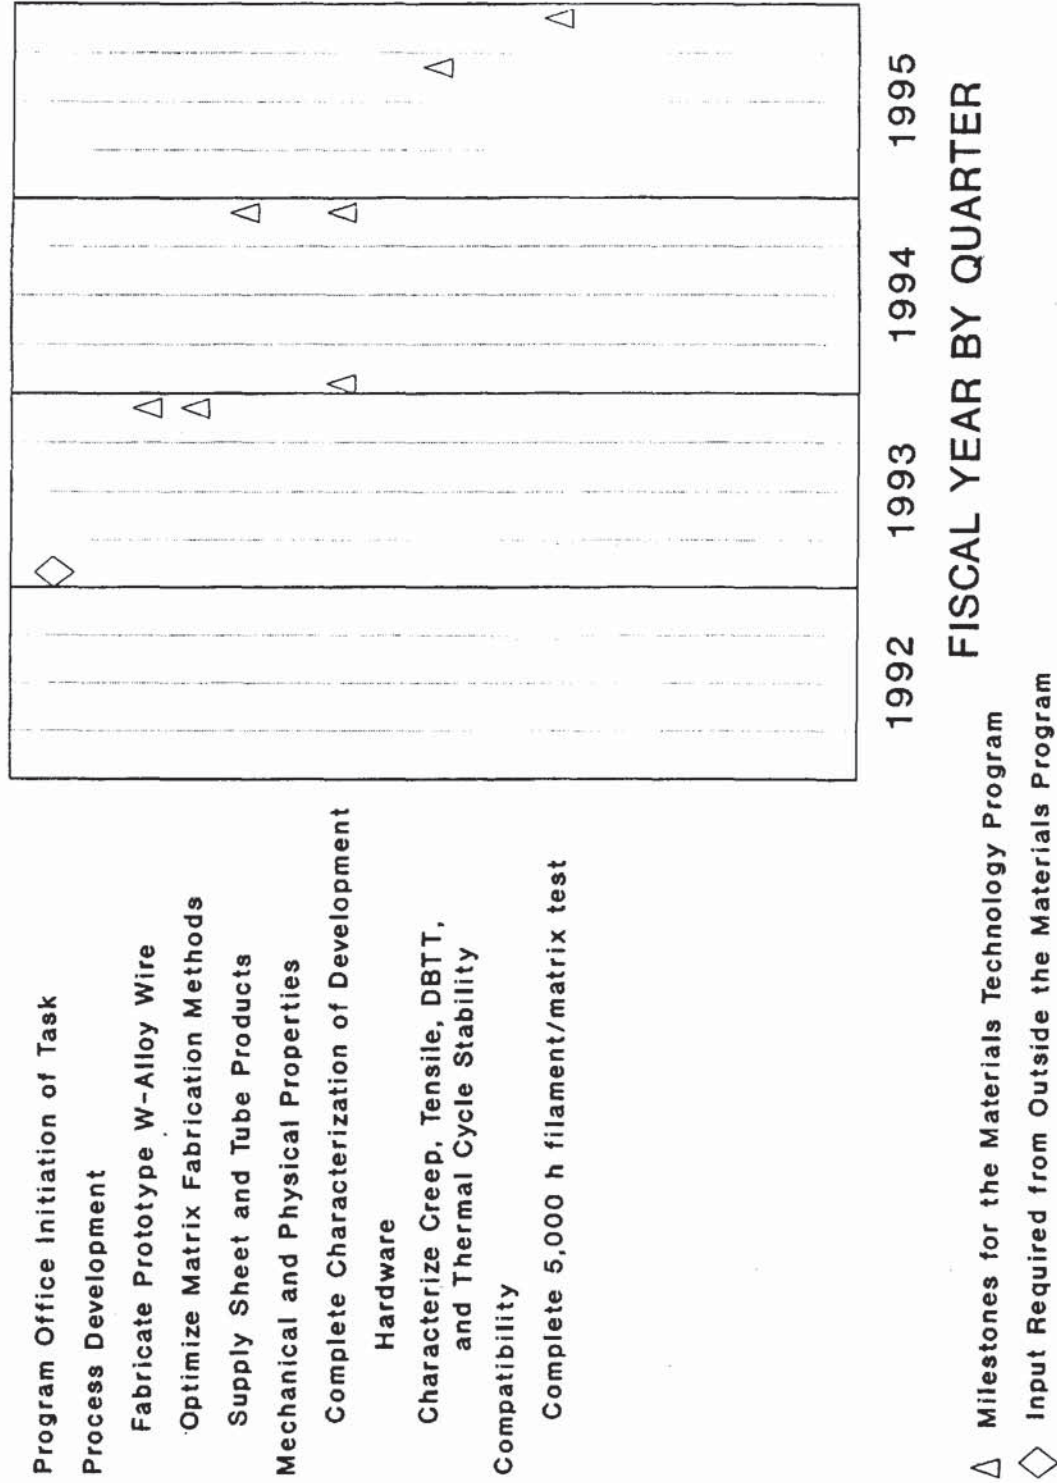 Program Office Initiation of Task
Process Development
Fabricate Prototype W-Alloy Wire
Optimize Matrix Fabrication Methods
Supply Sheet and Tube Products
Mechanical and Physical Properties
Complete Characterization of Development
Hardware
Characterize Creep, Tensile, DBTT,
and Thermal Cycle Stability
Compatibility
Complete 5,000 h filament/matrix test
1992 1993 1994 1995
FISCAL YEAR BY QUARTER
Milestones for the Materials Technology Program
Input Required from Outside the Materials Program